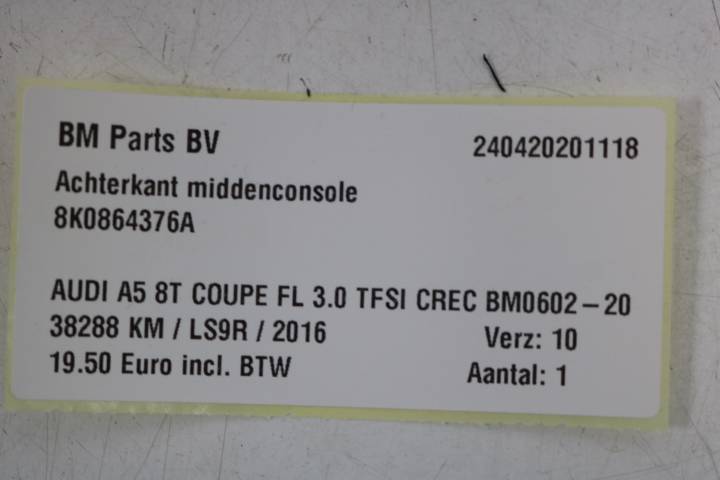 BM Parts BV 240420201118
Achterkant middenconsole
8K0864376A
AUDI A5 8T COUPE FL 3.0 TFSI CREC BM0602-20
38288 KM / LS9R / 2016 Verz: 10
19.50 Euro incl. BTW Aantal: 1